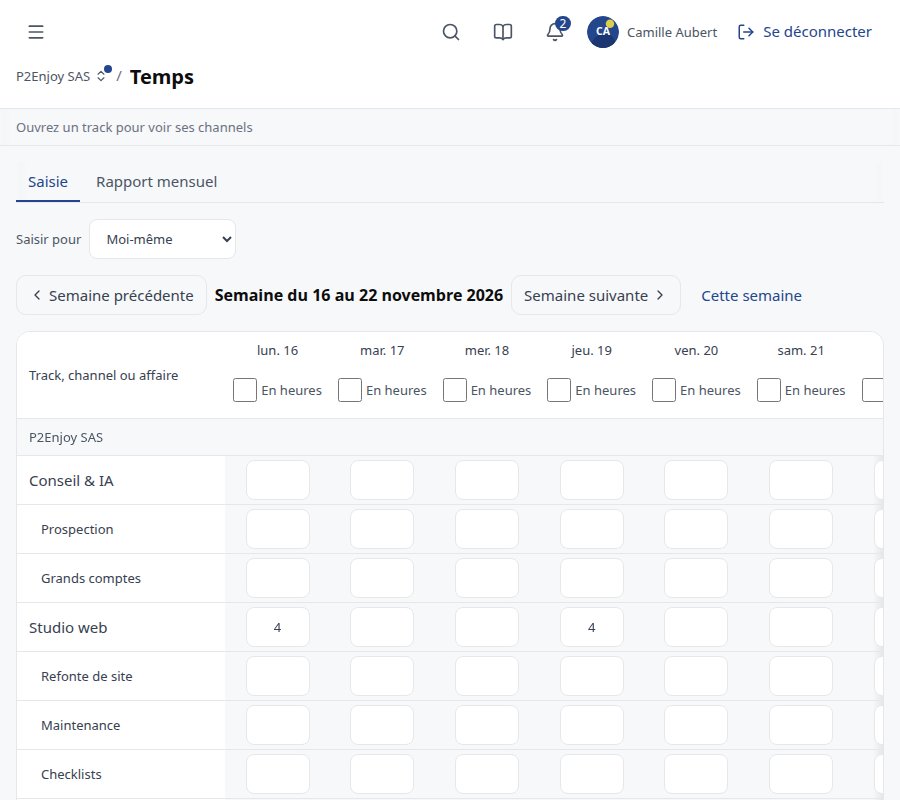 2
CA
Camille Aubert
Se déconnecter
P2Enjoy SAS / Temps
Ouvrez un track pour voir ses channels
Saisie Rapport mensuel
Saisir pour Moi-même
Semaine précédente Semaine du 16 au 22 novembre 2026 Semaine suivante Cette semaine
Track, channel ou affaire
lun. 16 mar. 17 mer. 18 jeu. 19 ven. 20 sam. 21
En heures En heures En heures En heures En heures En heures
P2Enjoy SAS
Conseil & IA
Prospection
Grands comptes
Studio web 4 4
Refonte de site
Maintenance
Checklists